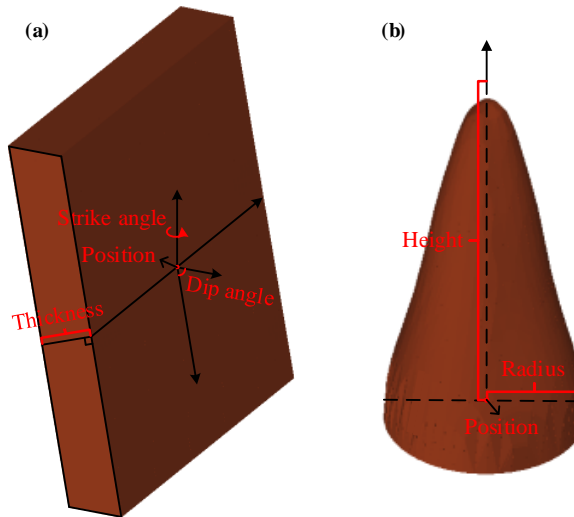 (a)
(b)
Strike angle
Position
Dip angle
Thickness
Height
Radius
Position